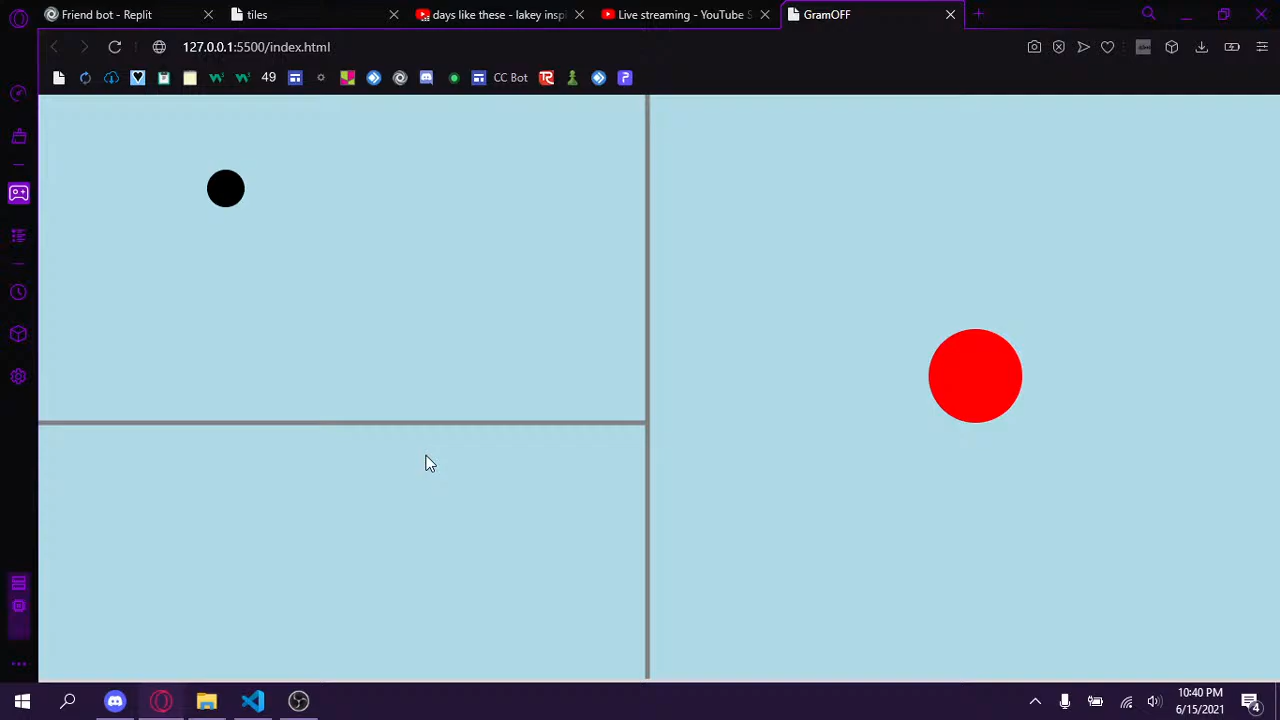 Friend bot - Replit
tiles
days like these - lakey inspi
Live streaming - YouTube S
GramOFF
127.0.0.1:5500/index.html
49
CC Bot
10:40 PM
6/15/2021
4